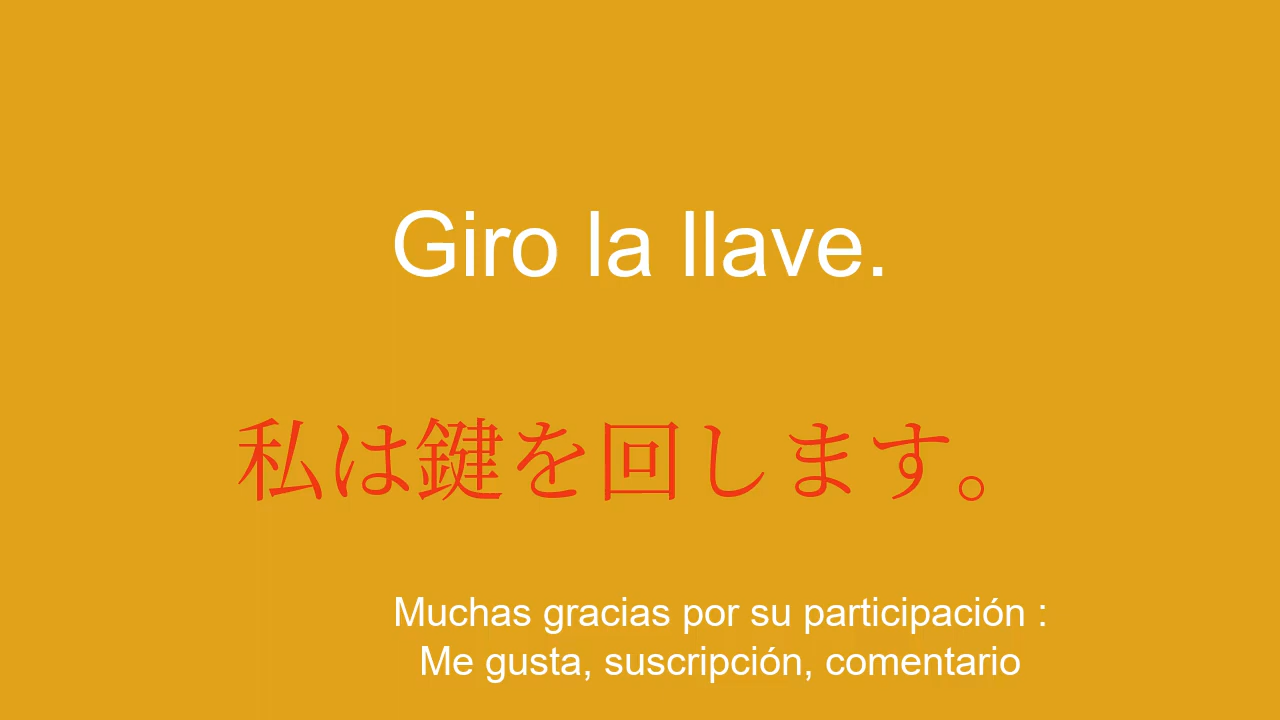 Giro la llave.
私は鍵を回します。
Muchas gracias por su participación :
Me gusta, suscripción, comentario